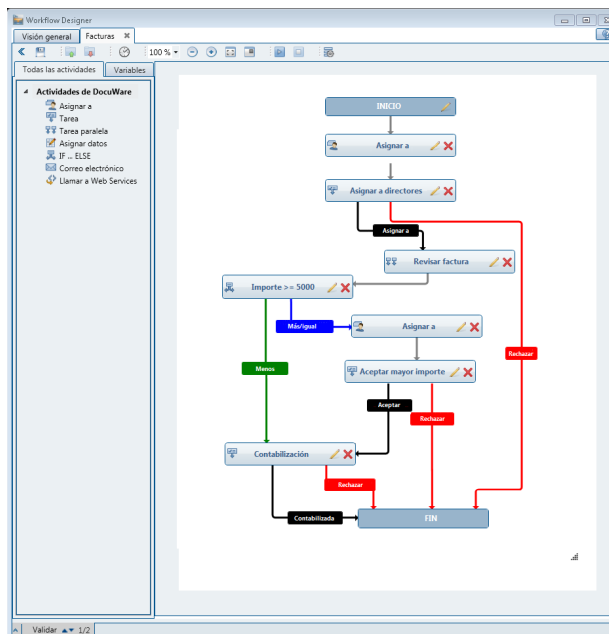 Workflow Designer
Visión general
Facturas
100 %
Todas las actividades
Variables
Actividades de DocuWare
Asignar a
Tarea
Tarea paralela
Asignar datos
IF ... ELSE
Correo electrónico
Llamar a Web Services
INICIO
Asignar a
Asignar a directores
Asignar a
Revisar factura
Importe >= 5000
Más/igual
Asignar a
Rechazar
Menos
Aceptar mayor importe
Aceptar
Rechazar
Contabilización
Rechazar
Contabilizada
FIN
Validar
1/2